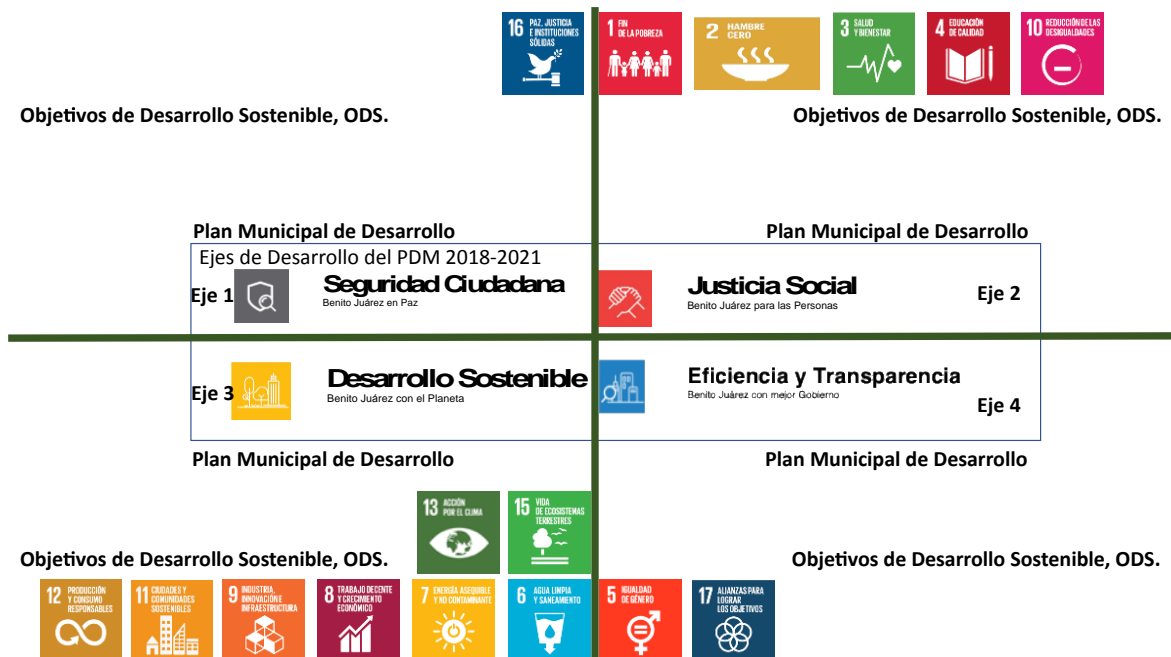 16 PAZ, JUSTICIA
E INSTITUCIONES
SÓLIDAS
1 FIN
DE LA POBREZA
2 HAMBRE
CERO
3 SALUD
Y BIENESTAR
4 EDUCACIÓN
DE CALIDAD
10 REDUCCIÓN DE LAS
DESIGUALDADES
Objetivos de Desarrollo Sostenible, ODS.
Objetivos de Desarrollo Sostenible, ODS.
Plan Municipal de Desarrollo
Plan Municipal de Desarrollo
Ejes de Desarrollo del PDM 2018-2021
Eje 1
Seguridad Ciudadana
Benito Juárez en Paz
Justicia Social
Benito Juárez para las Personas
Eje 2
Eje 3
Desarrollo Sostenible
Benito Juárez con el Planeta
Eficiencia y Transparencia
Benito Juárez con mejor Gobierno
Eje 4
Plan Municipal de Desarrollo
Plan Municipal de Desarrollo
13 ACCIÓN
POR EL CLIMA
15 VIDA
DE ECOSISTEMAS
TERRESTRES
Objetivos de Desarrollo Sostenible, ODS.
Objetivos de Desarrollo Sostenible, ODS.
12 PRODUCCIÓN
Y CONSUMO
RESPONSABLES
11 CIUDADES Y
COMUNIDADES
SOSTENIBLES
9 INDUSTRIA,
INNOVACIÓN E
INFRAESTRUCTURA
8 TRABAJO DECENTE
Y CRECIMIENTO
ECONÓMICO
7 ENERGÍA ASEQUIBLE
Y NO CONTAMINANTE
6 AGUA LIMPIA
Y SANEAMIENTO
5 IGUALDAD
DE GÉNERO
17 ALIANZAS PARA
LOGRAR
LOS OBJETIVOS